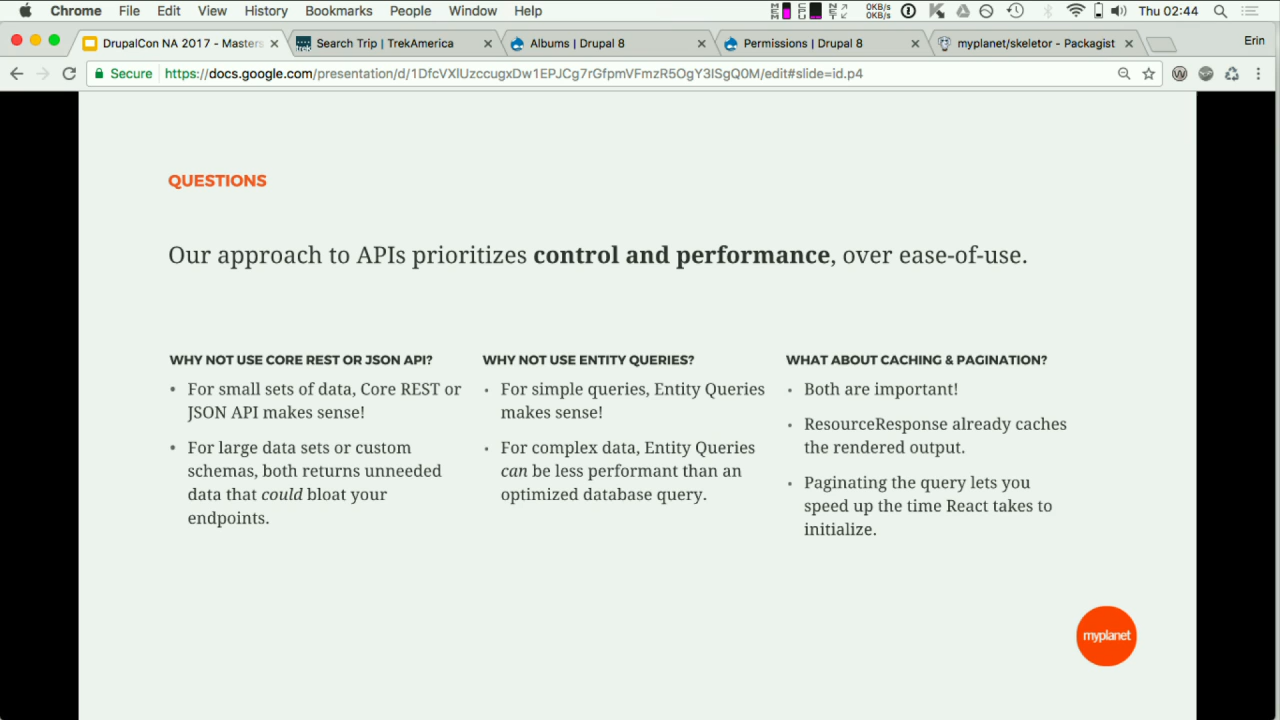 Chrome File Edit View History Bookmarks People Window Help 0KB/s 0KB/s Thu 02:44
DrupalCon NA 2017 - Masters Search Trip | TrekAmerica Albums | Drupal 8 Permissions | Drupal 8 myplanet/skeletor - Packagist Erin
Secure https://docs.google.com/presentation/d/1DfcVXlUzccugxDw1EPJCg7rGfpmVFmzR5OgY3ISgQ0M/edit#slide=id.p4
QUESTIONS
Our approach to APIs prioritizes control and performance, over ease-of-use.
WHY NOT USE CORE REST OR JSON API?
• For small sets of data, Core REST or
JSON API makes sense!
• For large data sets or custom
schemas, both returns unneeded
data that could bloat your
endpoints.
WHY NOT USE ENTITY QUERIES?
• For simple queries, Entity Queries
makes sense!
• For complex data, Entity Queries
can be less performant than an
optimized database query.
WHAT ABOUT CACHING & PAGINATION?
• Both are important!
• ResourceResponse already caches
the rendered output.
• Paginating the query lets you
speed up the time React takes to
initialize.
myplanet